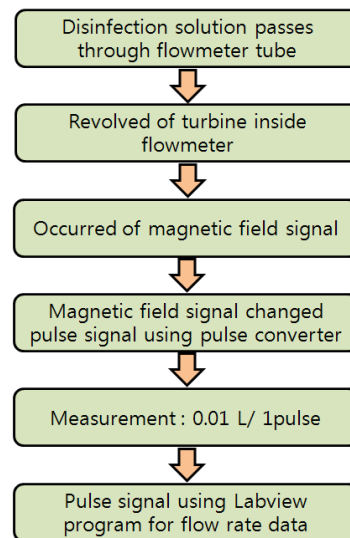 Disinfection solution passes
through flowmeter tube
Revolved of turbine inside
flowmeter
Occurred of magnetic field signal
Magnetic field signal changed
pulse signal using pulse converter
Measurement : 0.01 L/ 1pulse
Pulse signal using Labview
program for flow rate data